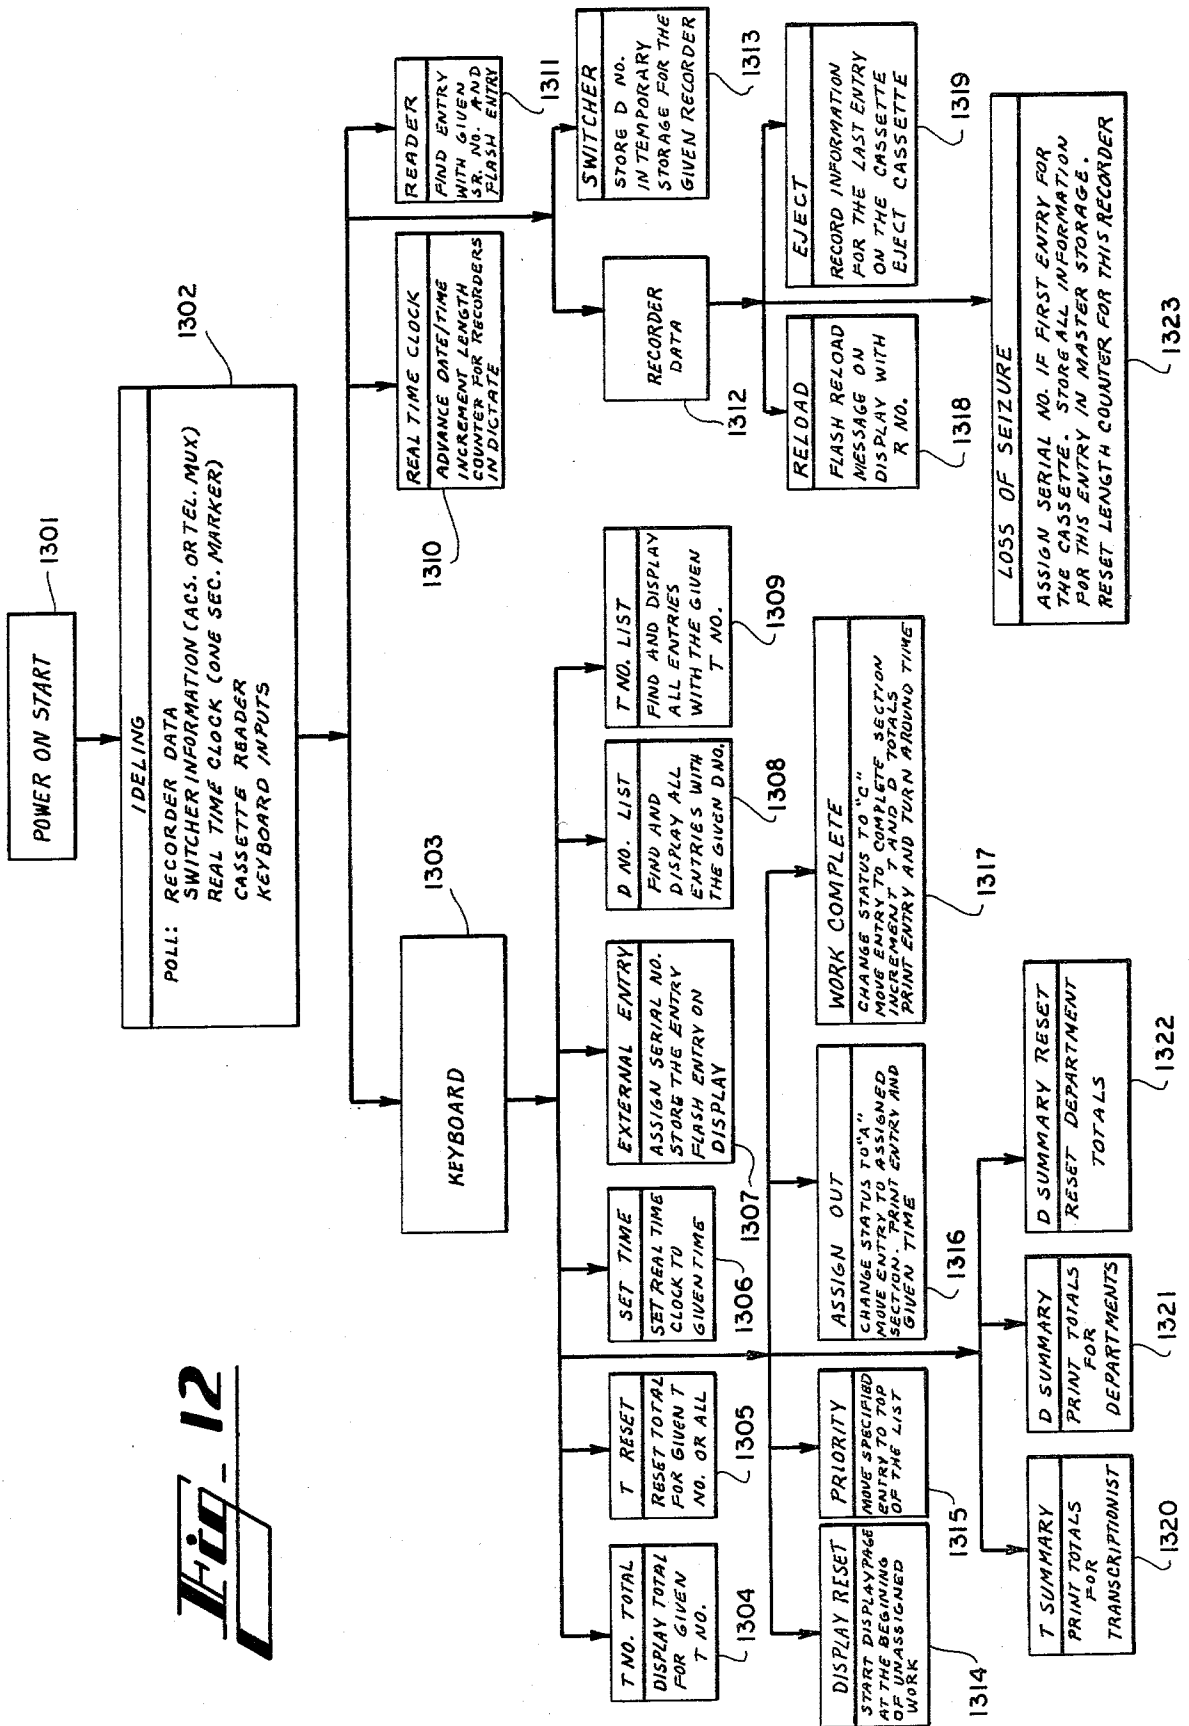 Fig_12
POWER ON START
1301
IDELING
POLL: RECORDER DATA
SWITCHER INFORMATION (ACS. OR TEL. MUX)
REAL TIME CLOCK (ONE SEC. MARKER)
CASSETTE READER
KEYBOARD INPUTS
1302
KEYBOARD
1303
REAL TIME CLOCK
ADVANCE DATE/TIME
INCREMENT LENGTH
COUNTER FOR RECORDERS
IN DICTATE
1310
READER
FIND ENTRY
WITH GIVEN
SR. NO. AND
FLASH ENTRY
1311
T NO. TOTAL
DISPLAY TOTAL
FOR GIVEN
T NO.
1304
T RESET
RESET TOTAL
FOR GIVEN T
NO. OR ALL
1305
SET TIME
SET REAL TIME
CLOCK TO
GIVEN TIME
1306
EXTERNAL ENTRY
ASSIGN SERIAL NO.
STORE THE ENTRY
FLASH ENTRY ON
DISPLAY
1307
D NO. LIST
FIND AND
DISPLAY ALL
ENTRIES WITH
THE GIVEN D NO.
1308
T NO. LIST
FIND AND DISPLAY
ALL ENTRIES
WITH THE GIVEN
T NO.
1309
RECORDER
DATA
1312
SWITCHER
STORE D NO.
IN TEMPORARY
STORAGE FOR THE
GIVEN RECORDER
1313
DISPLAY RESET
START DISPLAY PAGE
AT THE BEGINING
OF UNASSIGNED
WORK
1314
PRIORITY
MOVE SPECIFIED
ENTRY TO TOP
OF THE LIST
1315
ASSIGN OUT
CHANGE STATUS TO "A"
MOVE ENTRY TO ASSIGNED
SECTION. PRINT ENTRY AND
GIVEN TIME
1316
WORK COMPLETE
CHANGE STATUS TO "C"
MOVE ENTRY TO COMPLETE SECTION
INCREMENT T AND D TOTALS
PRINT ENTRY AND TURN AROUND TIME
1317
RELOAD
FLASH RELOAD
MESSAGE ON
DISPLAY WITH
R NO.
1318
EJECT
RECORD INFORMATION
FOR THE LAST ENTRY
ON THE CASSETTE
EJECT CASSETTE
1319
T SUMMARY
PRINT TOTALS
FOR
TRANSCRIPTIONIST
1320
D SUMMARY
PRINT TOTALS
FOR
DEPARTMENTS
1321
D SUMMARY RESET
RESET DEPARTMENT
TOTALS
1322
LOSS OF SEIZURE
ASSIGN SERIAL NO. IF FIRST ENTRY FOR
THE CASSETTE. STORE ALL INFORMATION
FOR THIS ENTRY IN MASTER STORAGE.
RESET LENGTH COUNTER FOR THIS RECORDER
1323